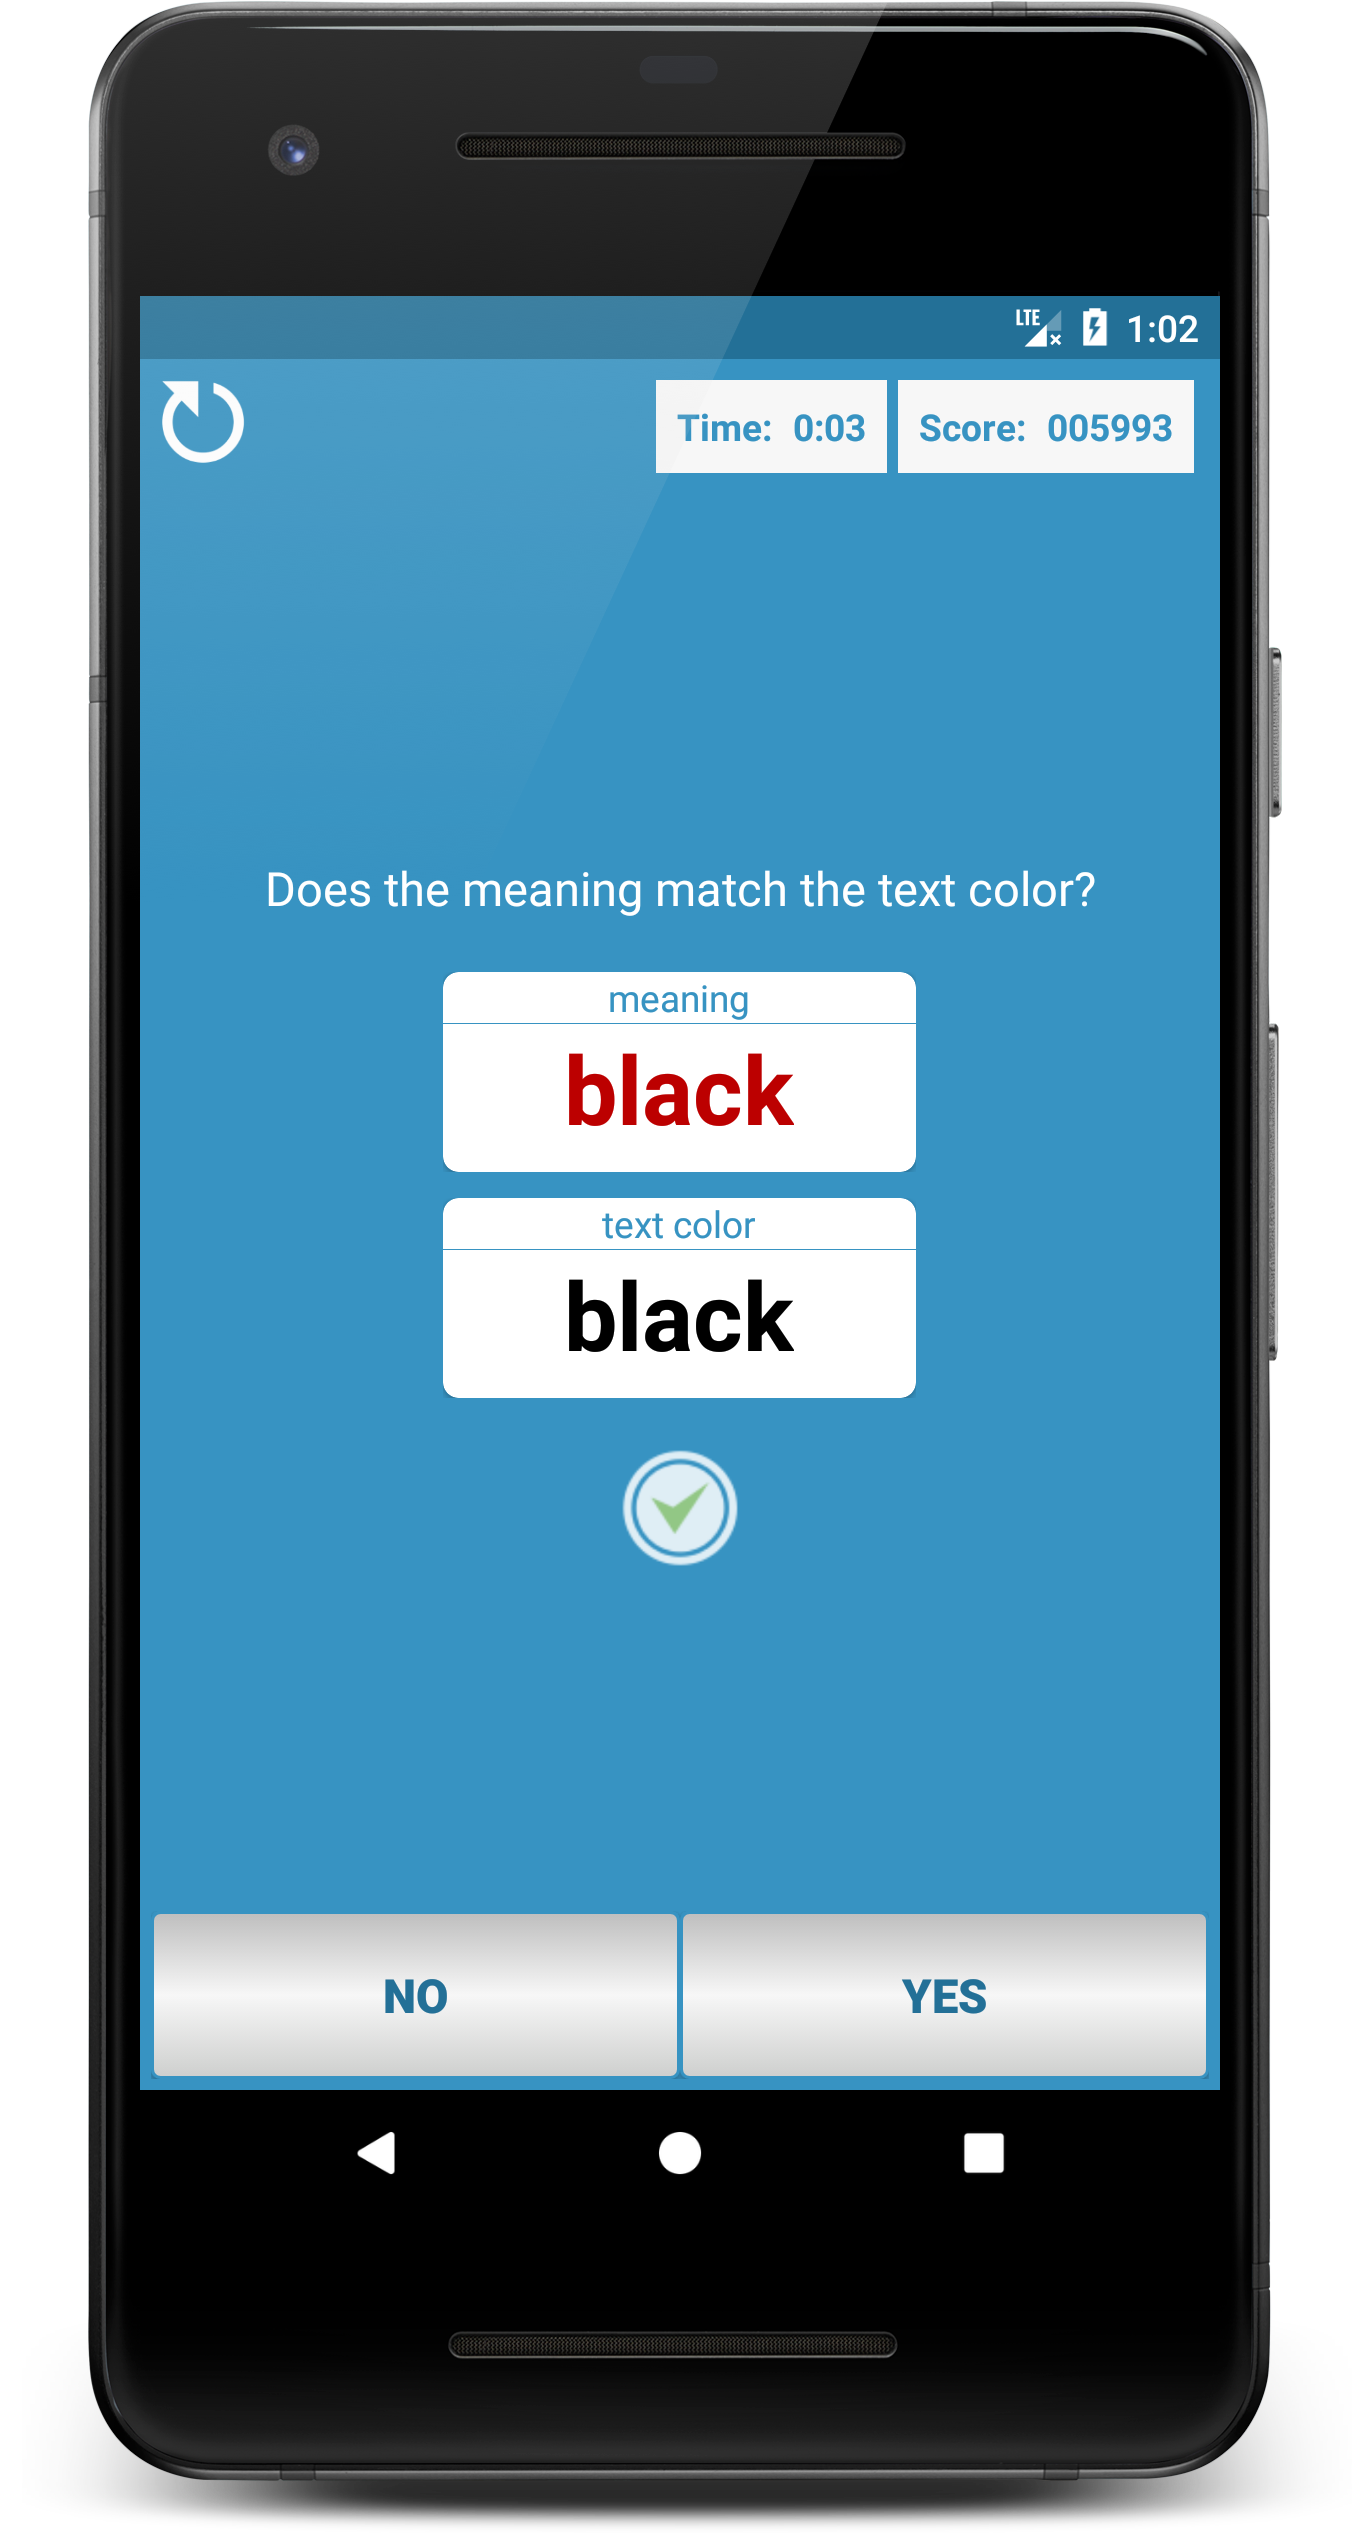 LTE 1:02
Time: 0:03 Score: 005993
Does the meaning match the text color?
meaning
black
text color
black
NO YES